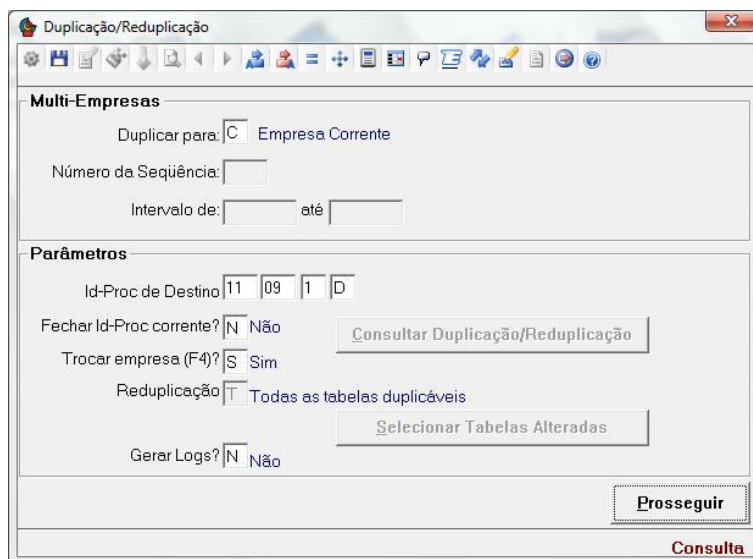 Duplicação/Reduplicação
Multi-Empresas
Duplicar para: C Empresa Corrente
Número da Seqüência:
Intervalo de: até
Parâmetros
Id-Proc de Destino 11 09 1 D
Fechar Id-Proc corrente? N Não
Consultar Duplicação/Reduplicação
Trocar empresa (F4)? S Sim
Reduplicação T Todas as tabelas duplicáveis
Selecionar Tabelas Alteradas
Gerar Logs? N Não
Prosseguir
Consulta